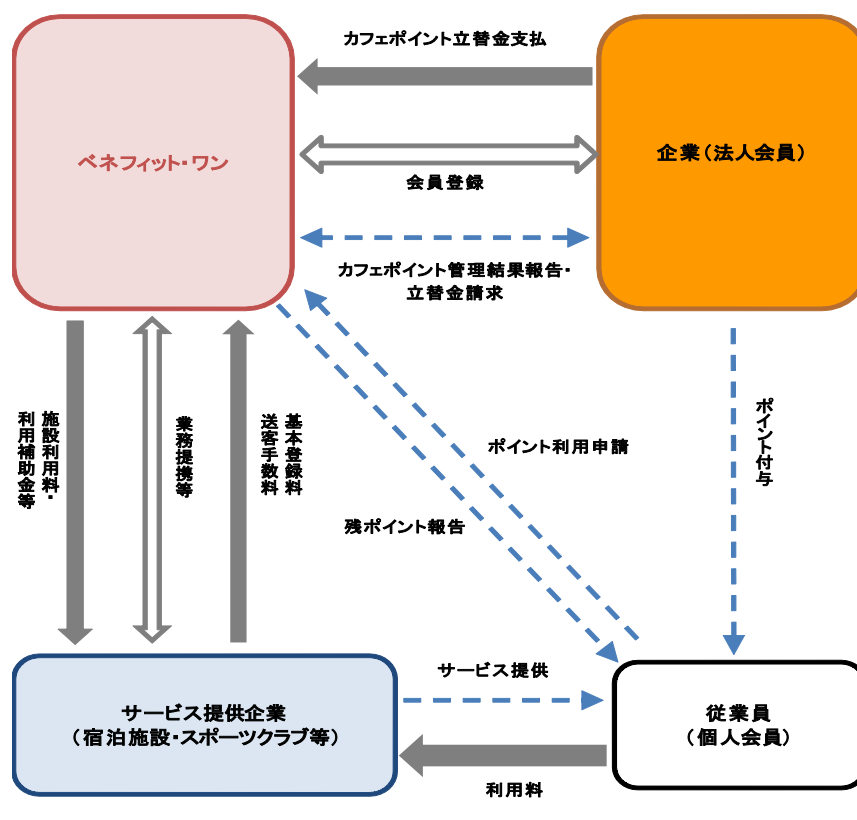 カフェポイント立替金支払
ベネフィット・ワン
企業(法人会員)
会員登録
カフェポイント管理結果報告・
立替金請求
施設利用料・
利用補助金等
業務提携等
基本登録料
送客手数料
ポイント利用申請
残ポイント報告
ポイント付与
サービス提供
サービス提供企業
(宿泊施設・スポーツクラブ等)
従業員
(個人会員)
利用料